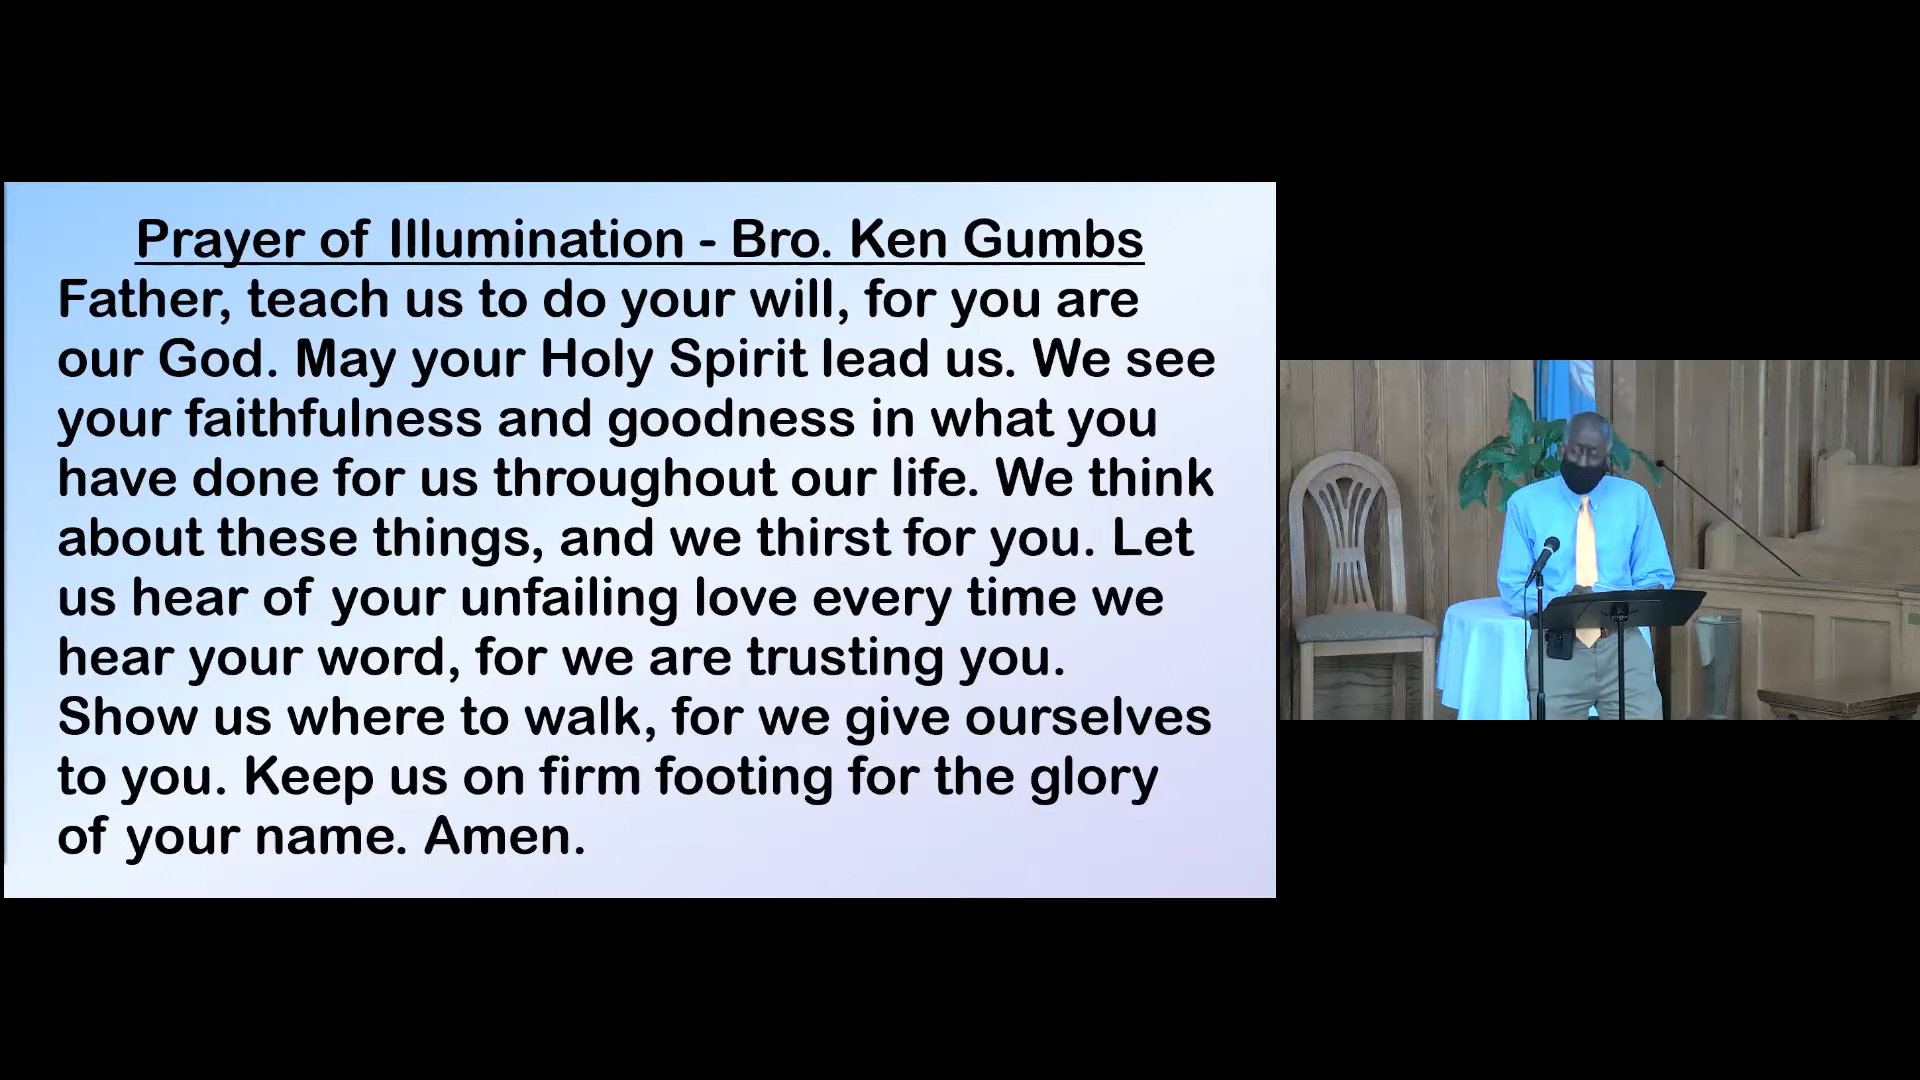 Prayer of Illumination - Bro. Ken Gumbs
Father, teach us to do your will, for you are
our God. May your Holy Spirit lead us. We see
your faithfulness and goodness in what you
have done for us throughout our life. We think
about these things, and we thirst for you. Let
us hear of your unfailing love every time we
hear your word, for we are trusting you.
Show us where to walk, for we give ourselves
to you. Keep us on firm footing for the glory
of your name. Amen.